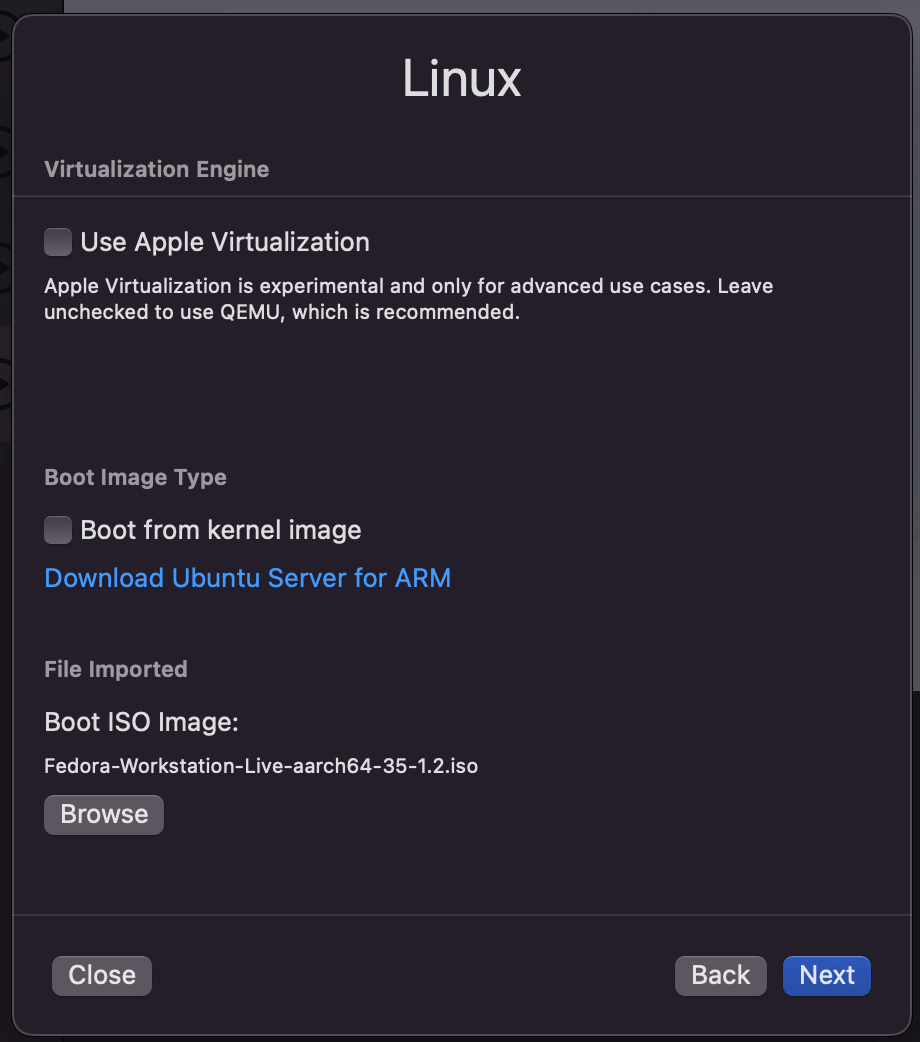 Linux
Virtualization Engine
Use Apple Virtualization
Apple Virtualization is experimental and only for advanced use cases. Leave
unchecked to use QEMU, which is recommended.
Boot Image Type
Boot from kernel image
Download Ubuntu Server for ARM
File Imported
Boot ISO Image:
Fedora-Workstation-Live-aarch64-35-1.2.iso
Browse
Close
Back
Next